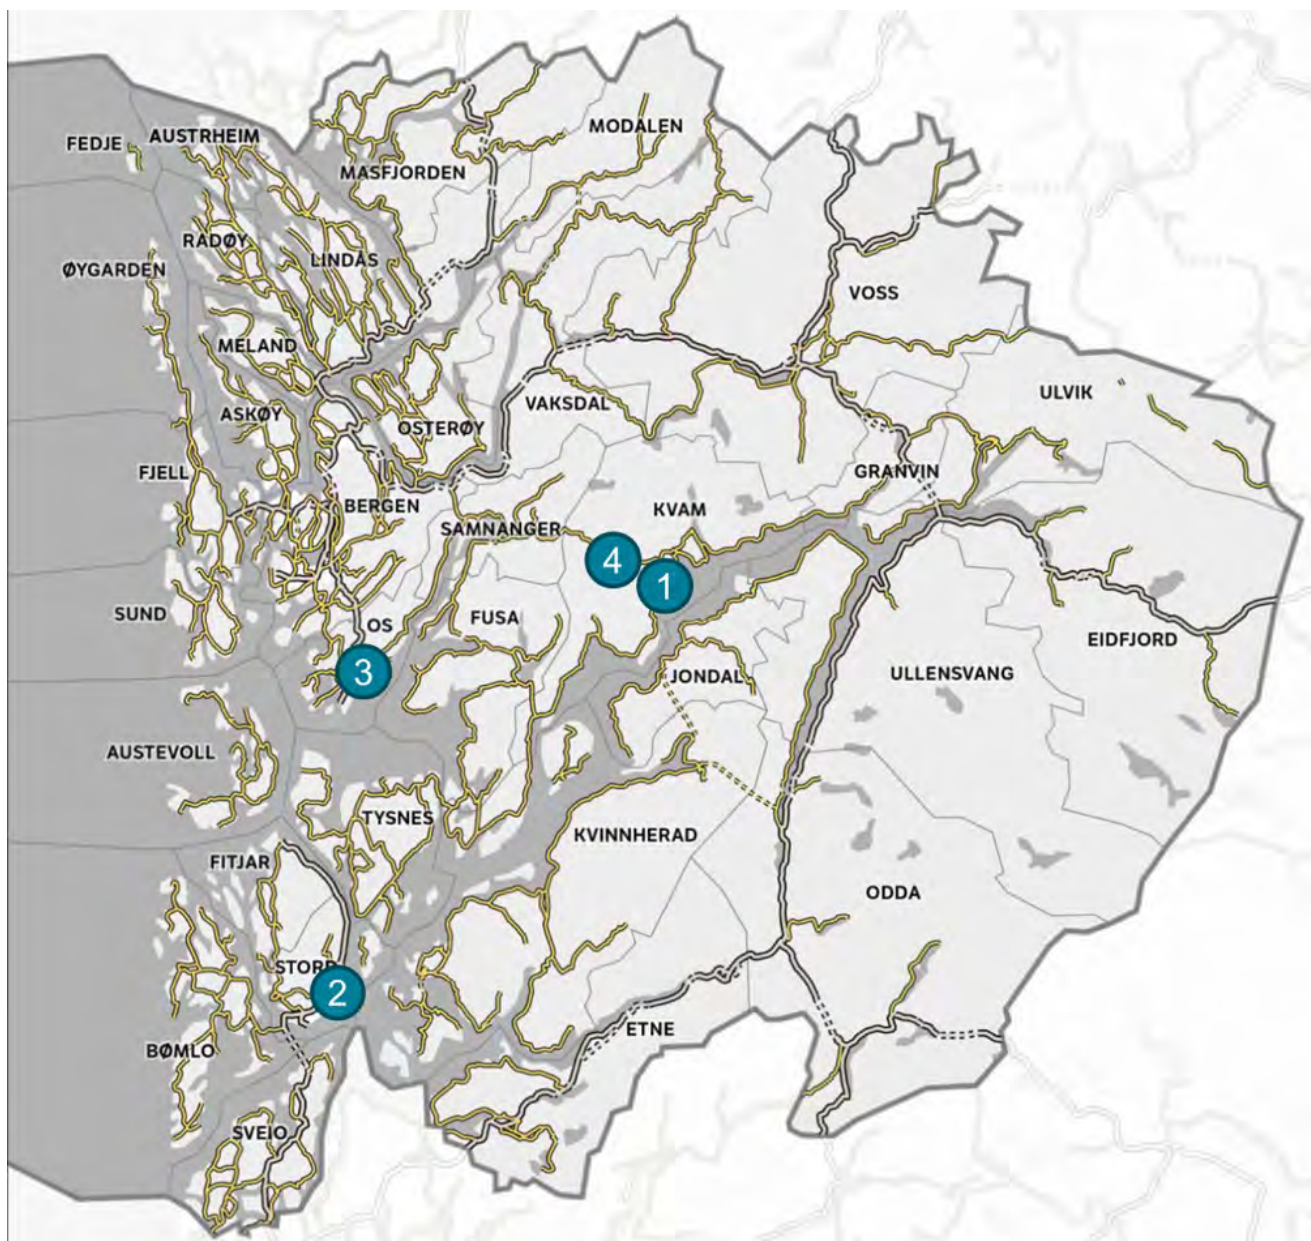 MODALEN
AUSTRHEIM
FEDJE
MASFJORDEN
RADØY
LINDÅS
ØYGARDEN
VOSS
MELAND
ULVIK
VAKSDAL
ASKØY
OSTERØY
FJELL
GRANVIN
BERGEN
KVAM
SAMNANGER
4
1
SUND
OS
FUSA
EIDFJORD
3
JONDAL
ULLENSVANG
AUSTEVOLL
TYSNES
KVINNHERAD
FITJAR
ODDA
STORD
2
ETNE
BØMLO
SVEIO